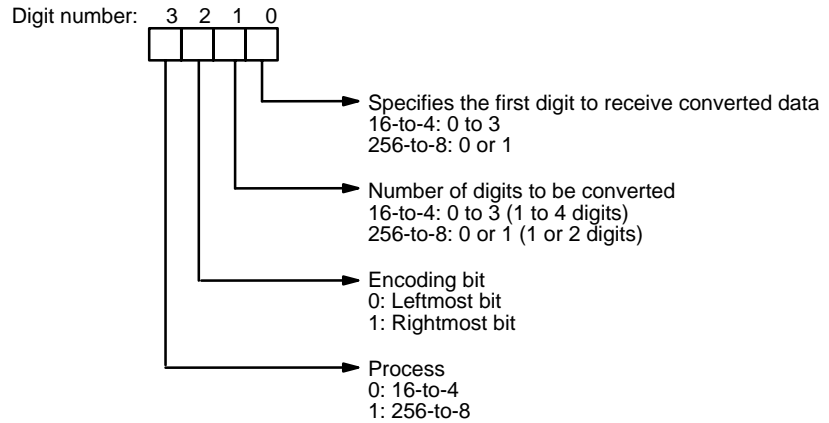 Digit number: 3 2 1 0
Specifies the first digit to receive converted data
16-to-4: 0 to 3
256-to-8: 0 or 1
Number of digits to be converted
16-to-4: 0 to 3 (1 to 4 digits)
256-to-8: 0 or 1 (1 or 2 digits)
Encoding bit
0: Leftmost bit
1: Rightmost bit
Process
0: 16-to-4
1: 256-to-8